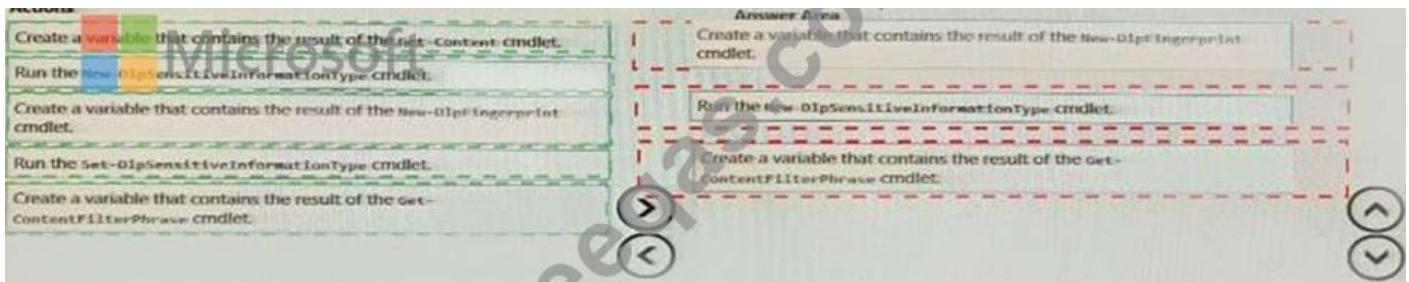 Actions
Create a variable that contains the result of the Get-Content cmdlet.
Run the New-DlpSensitiveInformationType cmdlet.
Create a variable that contains the result of the New-DlpFingerprint
cmdlet.
Run the Set-DlpSensitiveInformationType cmdlet.
Create a variable that contains the result of the Get-
ContentFilterPhrase cmdlet.
Microsoft
Answer Area
Create a variable that contains the result of the New-DlpFingerprint
cmdlet.
Run the New-DlpSensitiveInformationType cmdlet.
Create a variable that contains the result of the Get-
ContentFilterPhrase cmdlet.